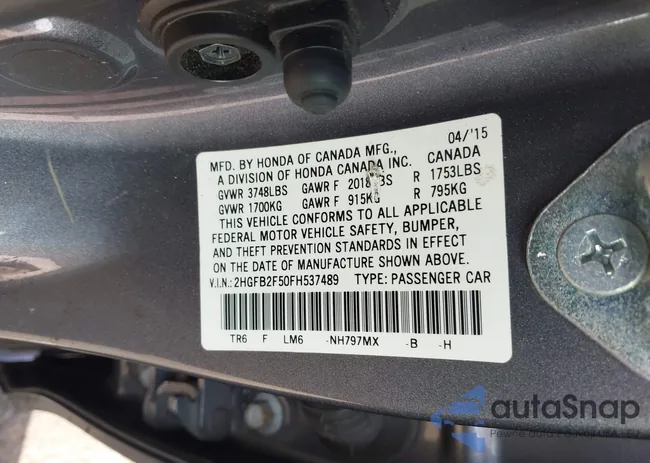 04/'15
MFD. BY HONDA OF CANADA MFG.,
A DIVISION OF HONDA CANADA INC. CANADA
GVWR 3748LBS GAWR F 2018LBS R 1753LBS
GVWR 1700KG GAWR F 915KG R 795KG
THIS VEHICLE CONFORMS TO ALL APPLICABLE
FEDERAL MOTOR VEHICLE SAFETY, BUMPER,
AND THEFT PREVENTION STANDARDS IN EFFECT
ON THE DATE OF MANUFACTURE SHOWN ABOVE.
V.I.N.: 2HGFB2F50FH537489 TYPE: PASSENGER CAR
TR6 F LM6 -NH797MX -B -H
autaSnap